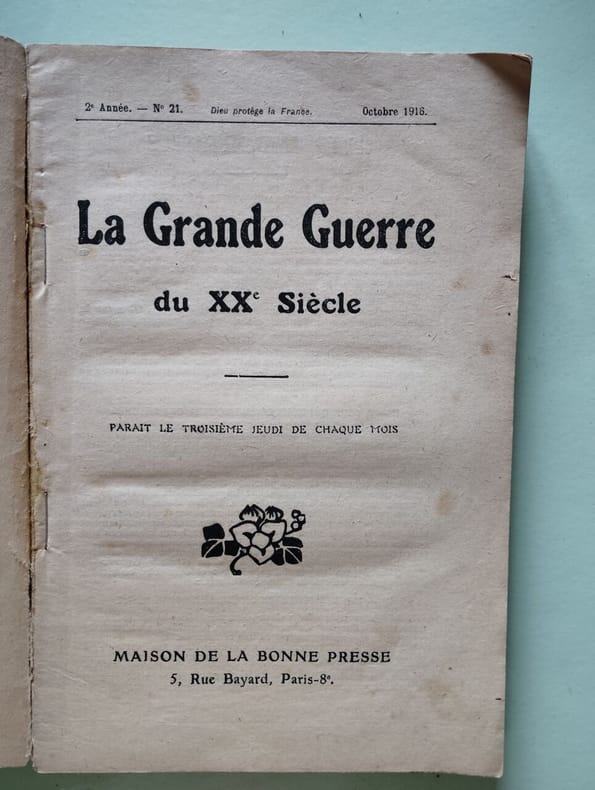 2e Année. — No 21. Dieu protège la France. Octobre 1916.
La Grande Guerre
du XXe Siècle
PARAIT LE TROISIÈME JEUDI DE CHAQUE MOIS
MAISON DE LA BONNE PRESSE
5, Rue Bayard, Paris-8e.